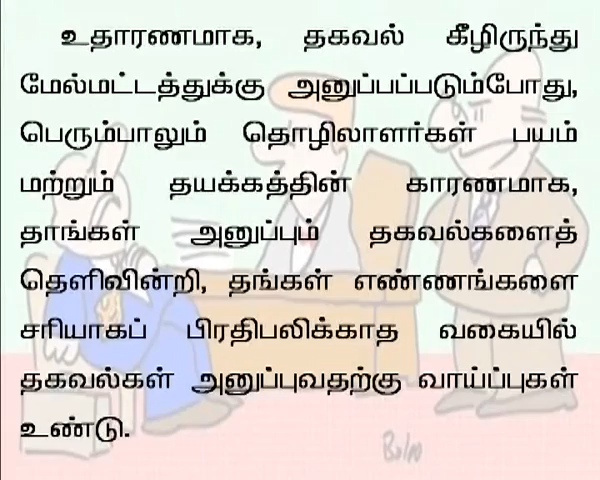 உதாரணமாக, தகவல் கீழிருந்து
மேல்மட்டத்துக்கு அனுப்பப்படும்போது,
பெரும்பாலும் தொழிலாளர்கள் பயம்
மற்றும் தயக்கத்தின் காரணமாக,
தாங்கள் அனுப்பும் தகவல்களைத்
தெளிவின்றி, தங்கள் எண்ணங்களை
சரியாகப் பிரதிபலிக்காத வகையில்
தகவல்கள் அனுப்புவதற்கு வாய்ப்புகள்
உண்டு.